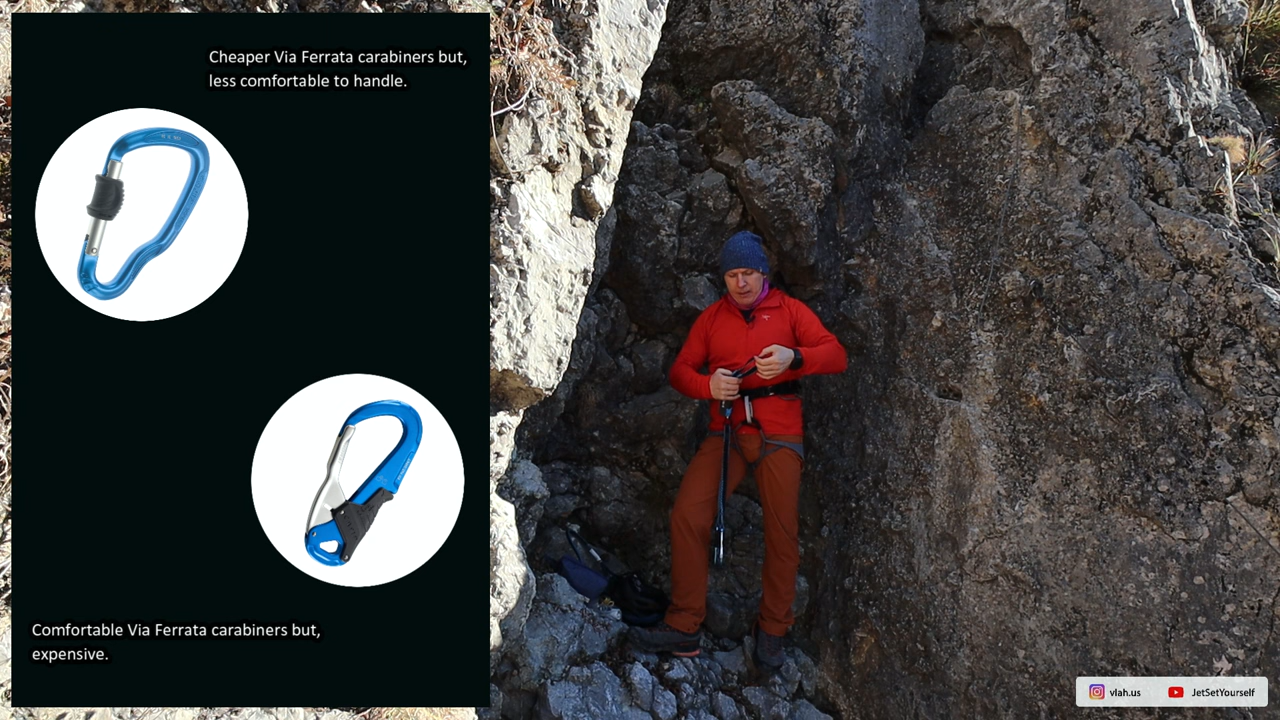 Cheaper Via Ferrata carabiners but,
less comfortable to handle.
Comfortable Via Ferrata carabiners but,
expensive.
vlah.us
JetSetYourself